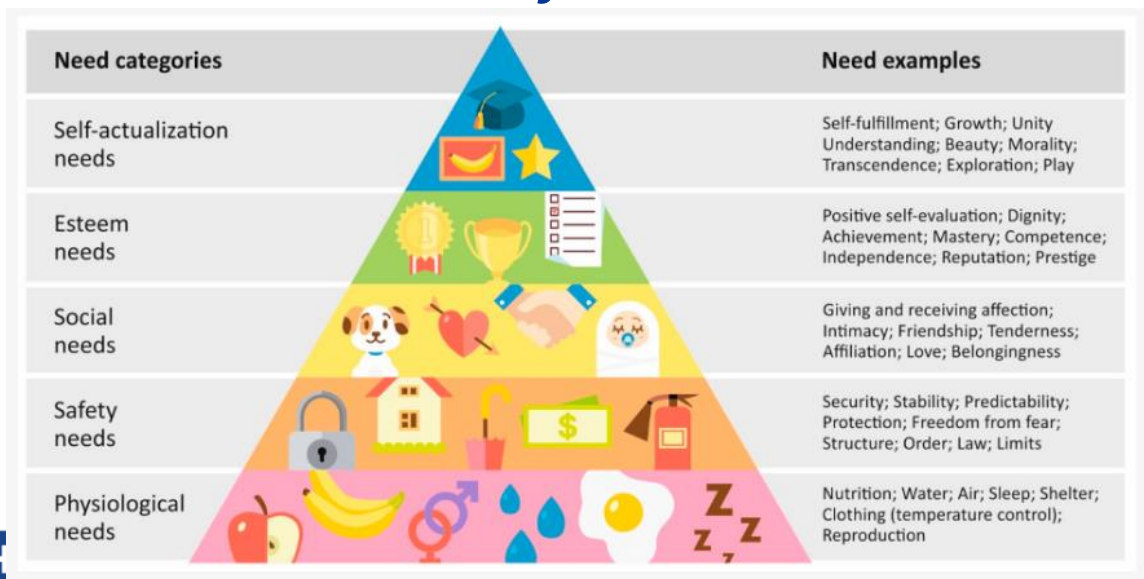 Need categories
Need examples
Self-actualization
needs
Self-fulfillment; Growth; Unity
Understanding; Beauty; Morality;
Transcendence; Exploration; Play
Esteem
needs
Positive self-evaluation; Dignity;
Achievement; Mastery; Competence;
Independence; Reputation; Prestige
1
Social
needs
Giving and receiving affection;
Intimacy; Friendship; Tenderness;
Affiliation; Love; Belongingness
Safety
needs
$
Security; Stability; Predictability;
Protection; Freedom from fear;
Structure; Order; Law; Limits
Physiological
needs
z z z z
Nutrition; Water; Air; Sleep; Shelter;
Clothing (temperature control);
Reproduction